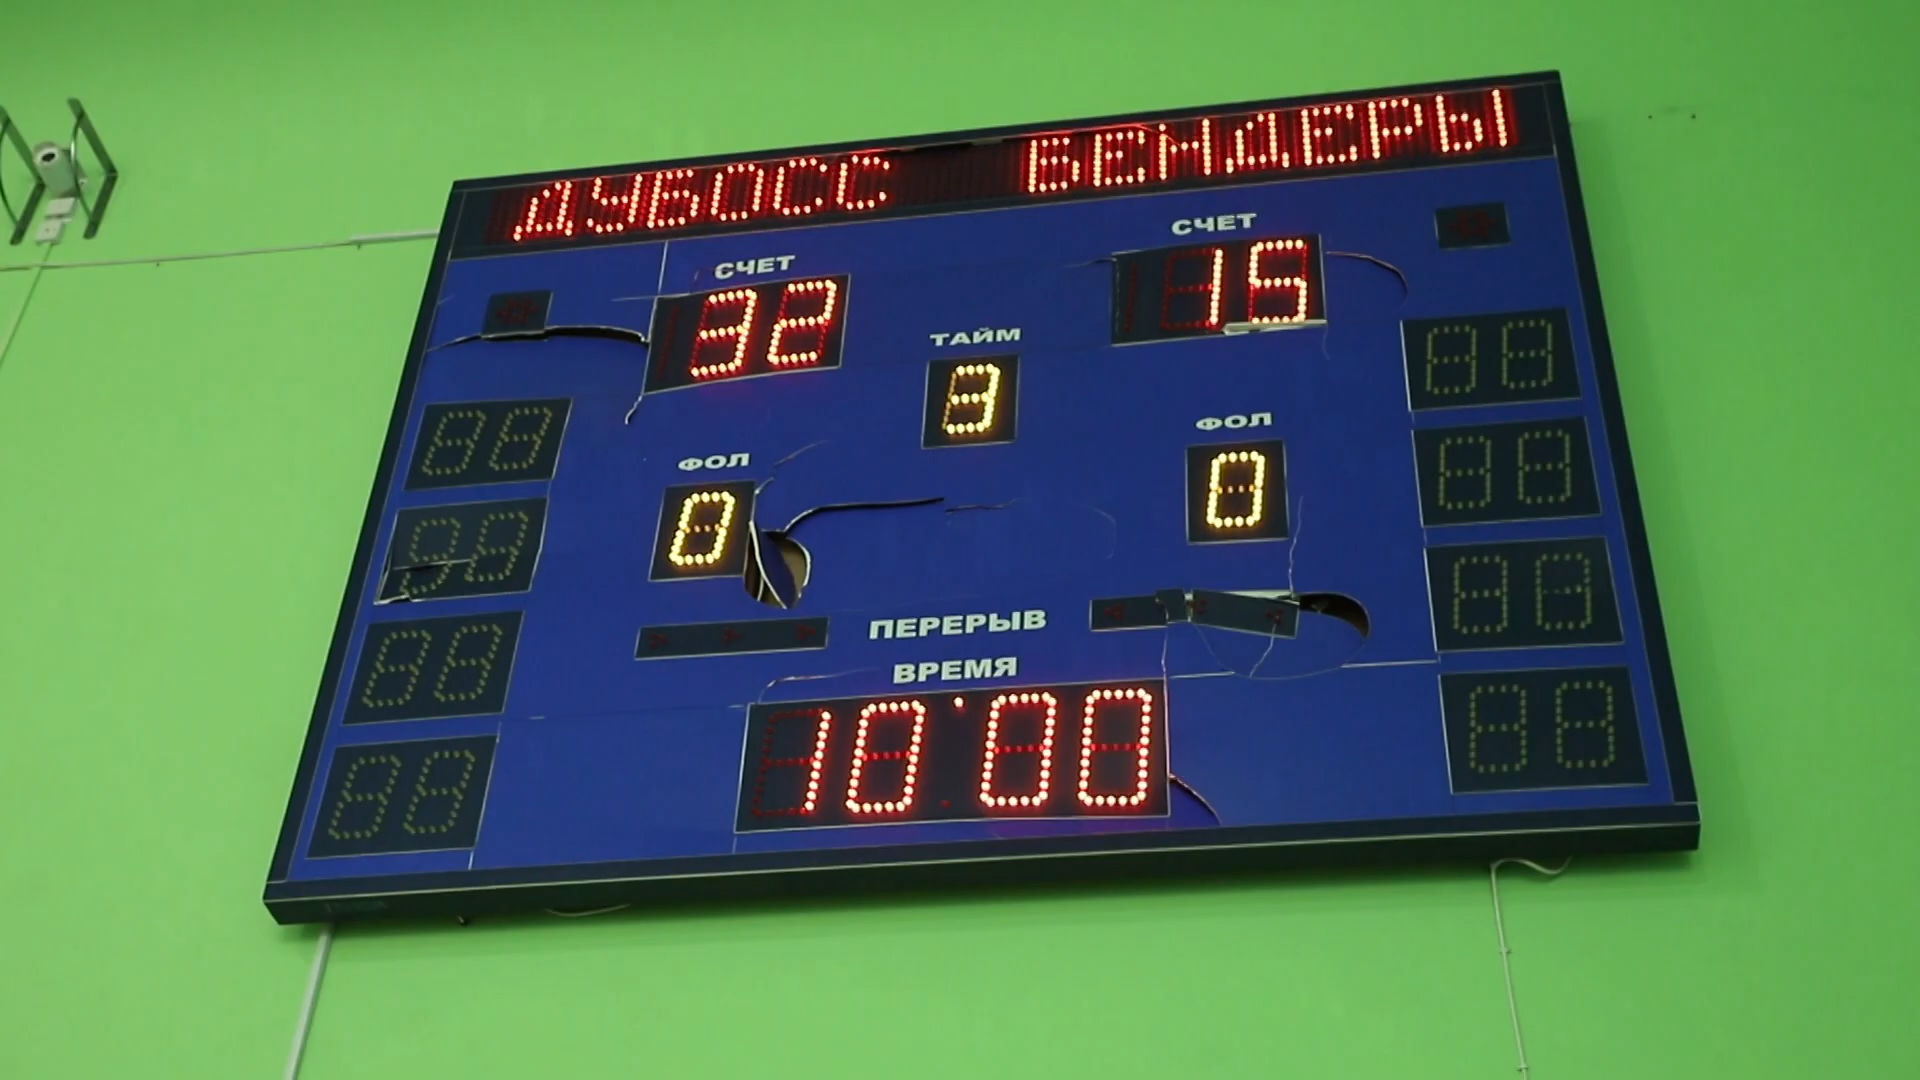 ДУБОСС БЕНДЕРЫ
СЧЕТ СЧЕТ
32 15
ТАЙМ
3
ФОЛ ФОЛ
0 0
ПЕРЕРЫВ
ВРЕМЯ
10:00